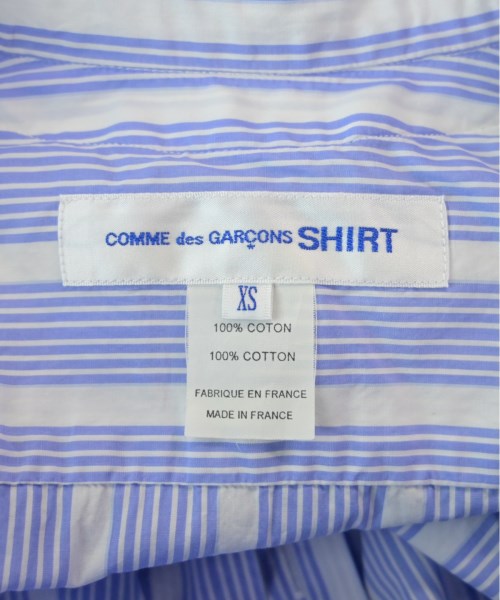 COMME des GARÇONS SHIRT
*
XS
100% COTON
100% COTTON
FABRIQUE EN FRANCE
MADE IN FRANCE